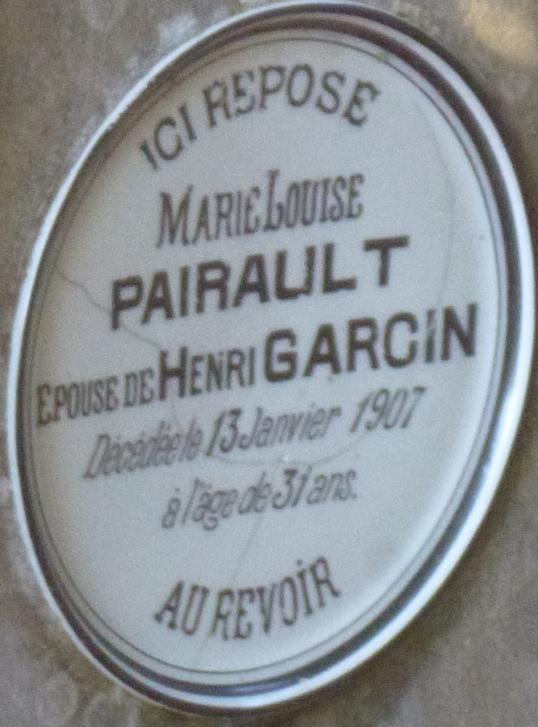 ICI REPOSE
MARIE LOUISE
PAIRAULT
EPOUSE DE HENRI GARCIN
Décédée le 13 Janvier 1907
à l'âge de 31 ans.
AU REVOIR